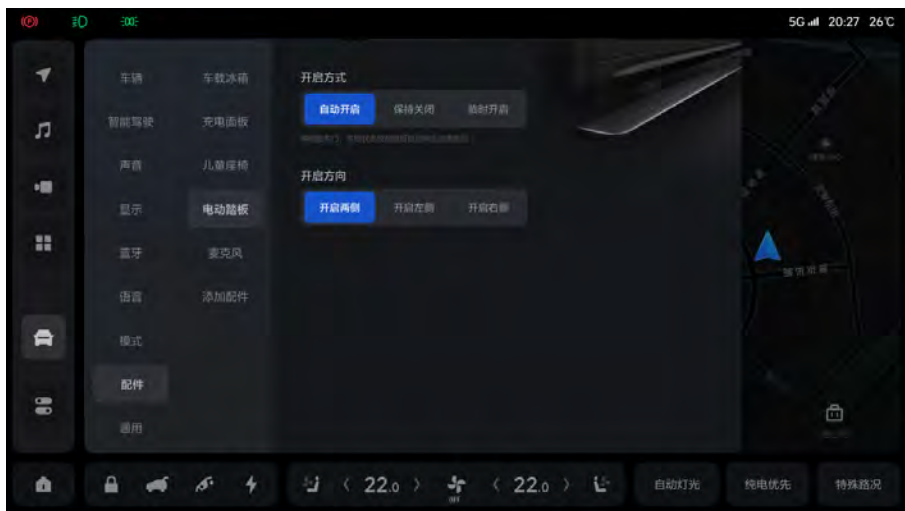 5G 20:27 26℃
车辆 车载冰箱
智能驾驶 充电面板
声音 儿童座椅
显示 电动踏板
蓝牙 麦克风
语音 添加配件
模式
配件
通用
开启方式
自动开启 保持关闭 临时开启
开启方向
开启两侧 开启左侧 开启右侧
22.0
OFF
22.0
自动灯光 纯电优先 特殊路况